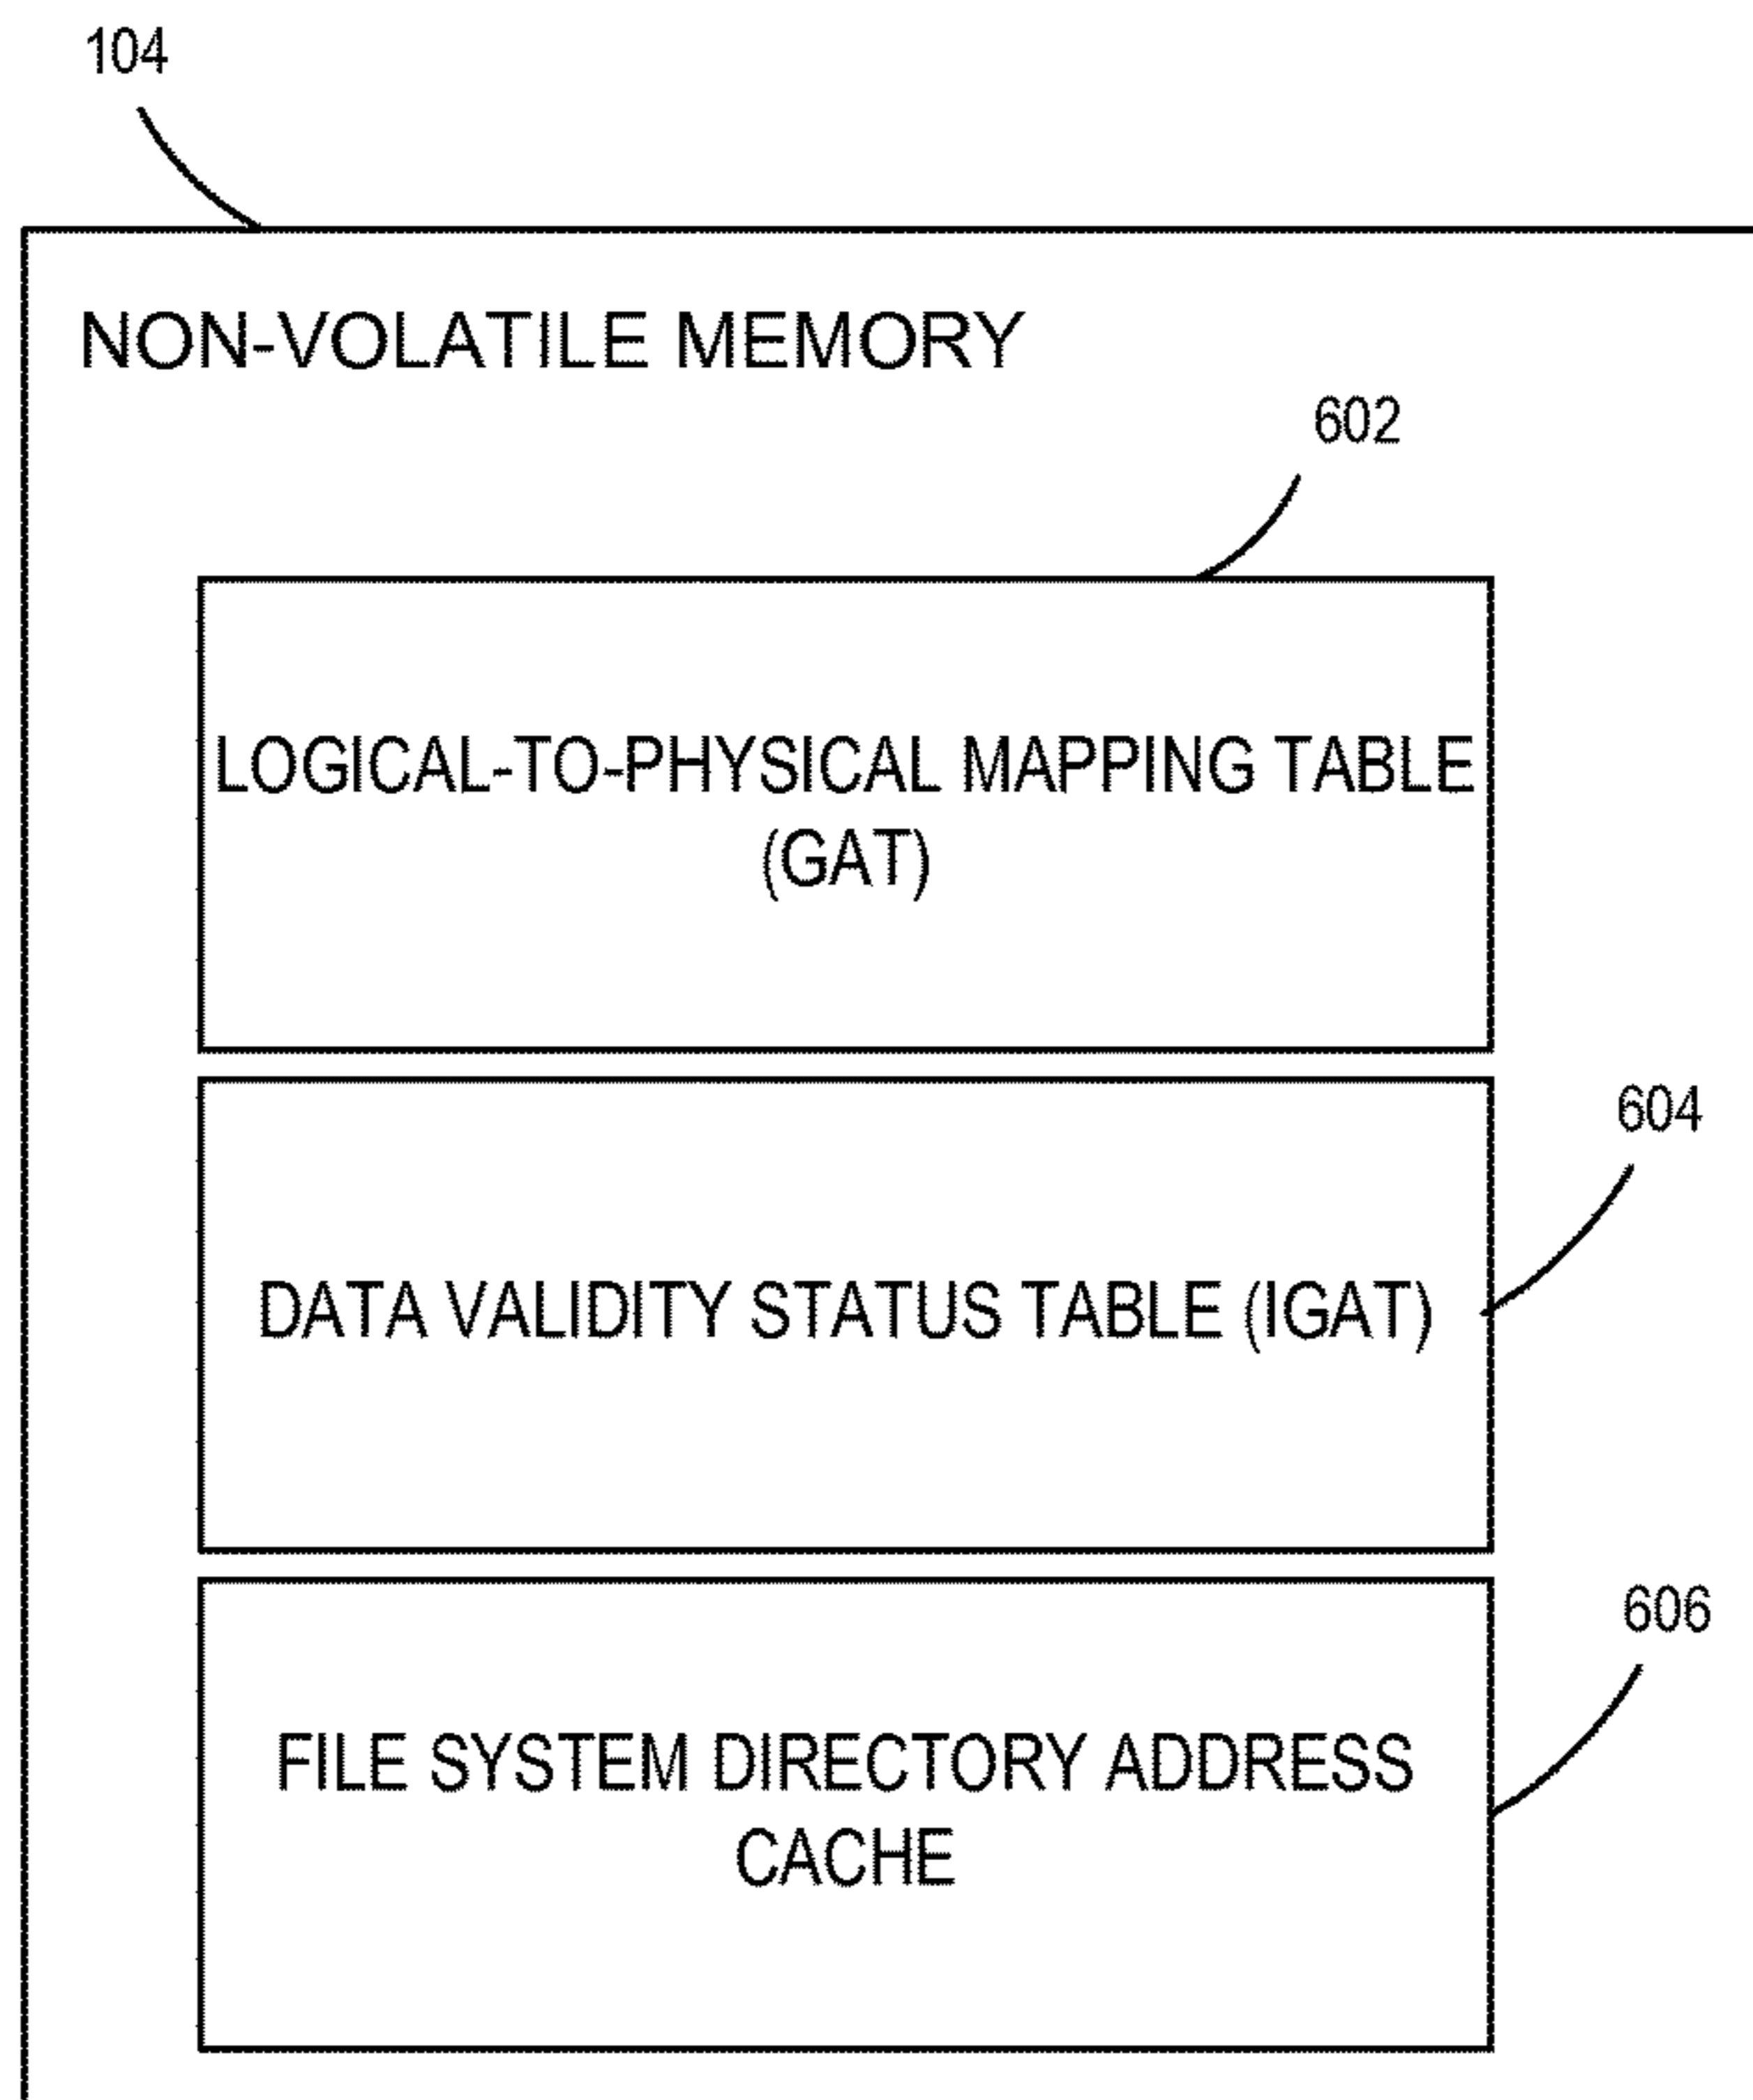 104
NON-VOLATILE MEMORY
602
LOGICAL-TO-PHYSICAL MAPPING TABLE
(GAT)
604
DATA VALIDITY STATUS TABLE (IGAT)
606
FILE SYSTEM DIRECTORY ADDRESS
CACHE